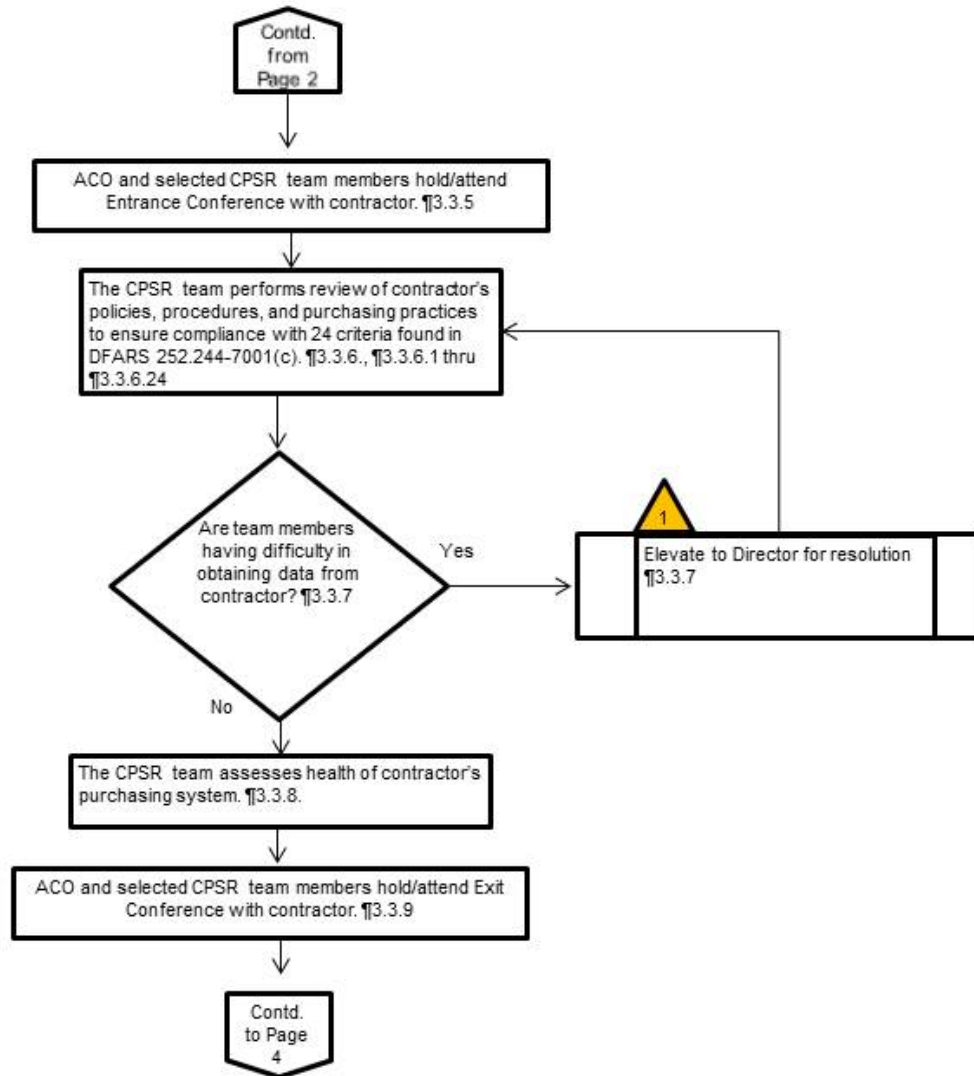 Contd.
from
Page 2
ACO and selected CPSR team members hold/attend
Entrance Conference with contractor. ¶3.3.5
The CPSR team performs review of contractor's
policies, procedures, and purchasing practices
to ensure compliance with 24 criteria found in
DFARS 252.244-7001(c). ¶3.3.6., ¶3.3.6.1 thru
¶3.3.6.24
Are team members
having difficulty in
obtaining data from
contractor? ¶3.3.7
Yes
1
Elevate to Director for resolution
¶3.3.7
No
The CPSR team assesses health of contractor's
purchasing system. ¶3.3.8.
ACO and selected CPSR team members hold/attend Exit
Conference with contractor. ¶3.3.9
Contd.
to Page
4